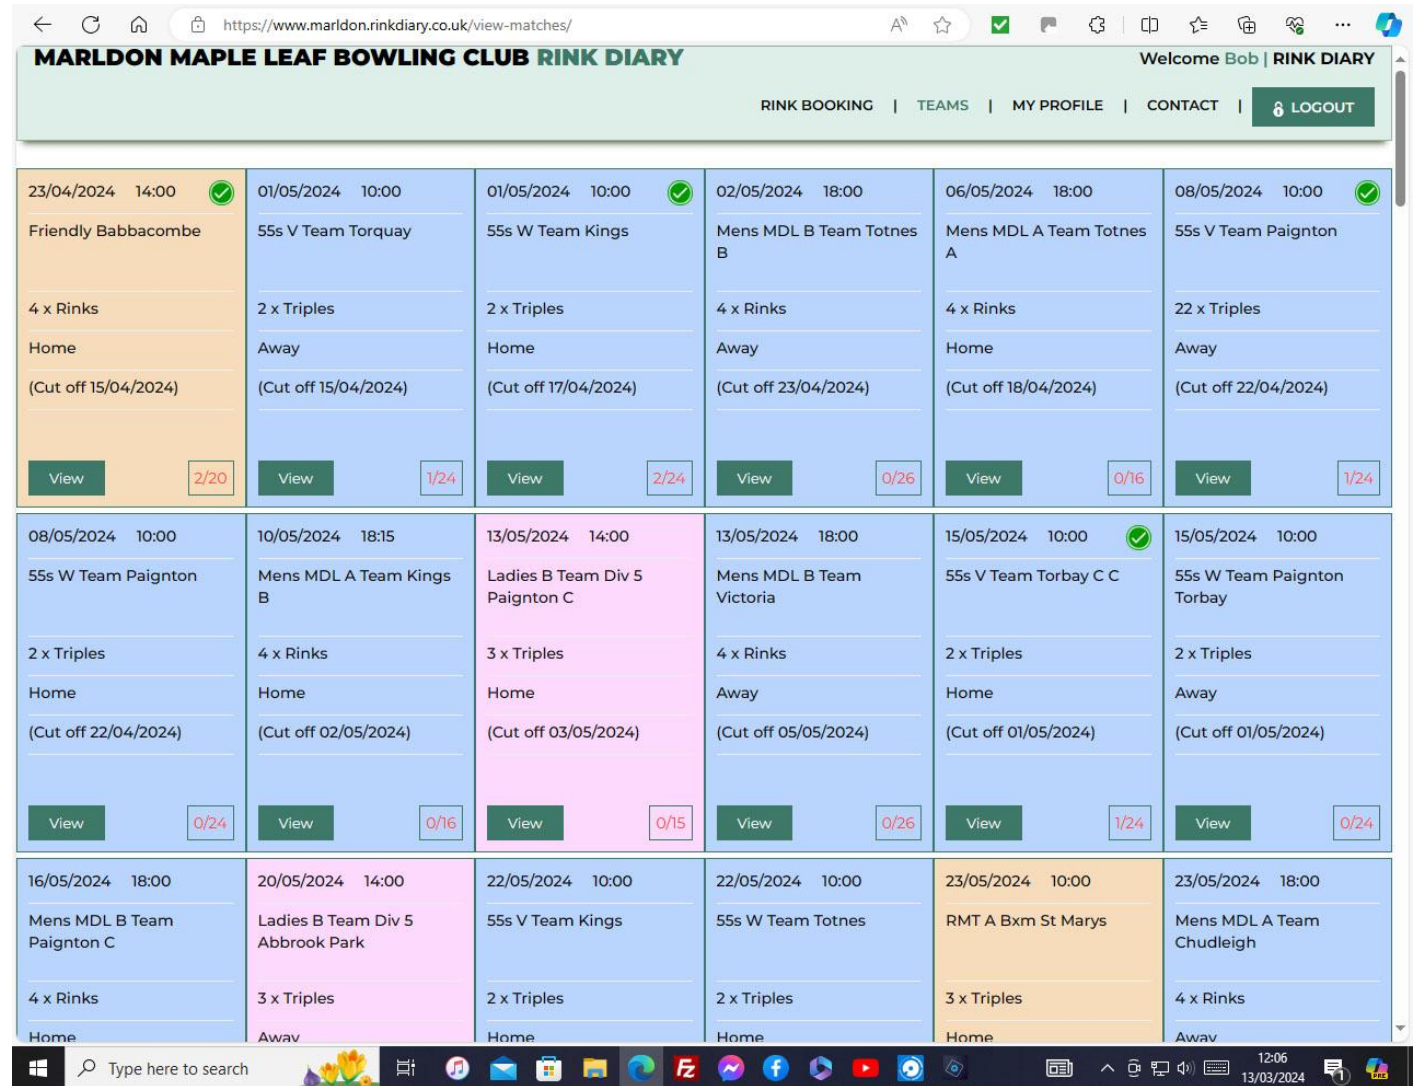 https://www.marldon.rinkdiary.co.uk/view-matches/
MARLDON MAPLE LEAF BOWLING CLUB RINK DIARY
Welcome Bob | RINK DIARY
RINK BOOKING | TEAMS | MY PROFILE | CONTACT | LOGOUT
23/04/2024 14:00
Friendly Babbacombe
4 x Rinks
Home
(Cut off 15/04/2024)
View 2/20
01/05/2024 10:00
55s V Team Torquay
2 x Triples
Away
(Cut off 15/04/2024)
View 1/24
01/05/2024 10:00
55s W Team Kings
2 x Triples
Home
(Cut off 17/04/2024)
View 2/24
02/05/2024 18:00
Mens MDL B Team Totnes
B
4 x Rinks
Away
(Cut off 23/04/2024)
View 0/26
06/05/2024 18:00
Mens MDL A Team Totnes
A
4 x Rinks
Home
(Cut off 18/04/2024)
View 0/16
08/05/2024 10:00
55s V Team Paignton
22 x Triples
Away
(Cut off 22/04/2024)
View 1/24
08/05/2024 10:00
55s W Team Paignton
2 x Triples
Home
(Cut off 22/04/2024)
View 0/24
10/05/2024 18:15
Mens MDL A Team Kings
B
4 x Rinks
Home
(Cut off 02/05/2024)
View 0/16
13/05/2024 14:00
Ladies B Team Div 5
Paignton C
3 x Triples
Home
(Cut off 03/05/2024)
View 0/15
13/05/2024 18:00
Mens MDL B Team
Victoria
4 x Rinks
Away
(Cut off 05/05/2024)
View 0/26
15/05/2024 10:00
55s V Team Torbay C C
2 x Triples
Home
(Cut off 01/05/2024)
View 1/24
15/05/2024 10:00
55s W Team Paignton
Torbay
2 x Triples
Away
(Cut off 01/05/2024)
View 0/24
16/05/2024 18:00
Mens MDL B Team
Paignton C
4 x Rinks
Home
20/05/2024 14:00
Ladies B Team Div 5
Abbrook Park
3 x Triples
Away
22/05/2024 10:00
55s V Team Kings
2 x Triples
Home
22/05/2024 10:00
55s W Team Totnes
2 x Triples
Home
23/05/2024 10:00
RMT A Bxm St Marys
3 x Triples
Home
23/05/2024 18:00
Mens MDL A Team
Chudleigh
4 x Rinks
Away
Type here to search
12:06
13/03/2024